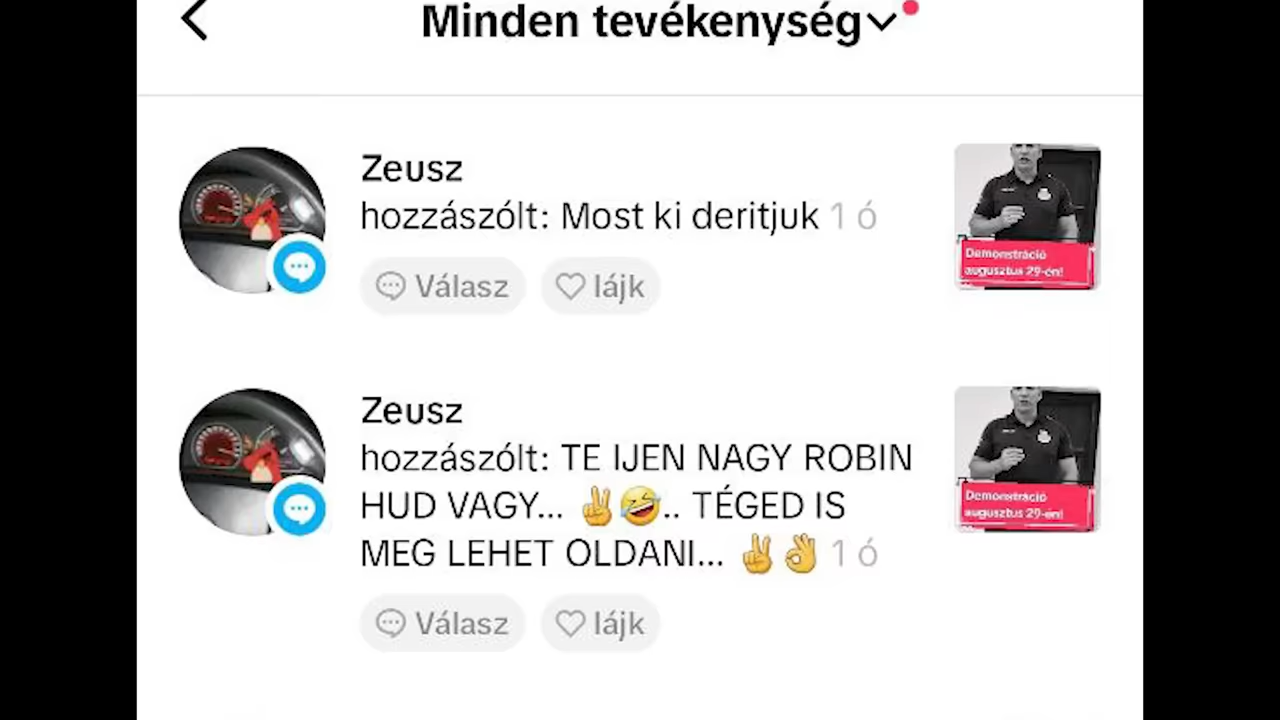 Minden tevékenység
Zeusz
hozzászólt: Most ki deritjuk 1 ó
Válasz lájk
Demonstráció
augusztus 29-én!
Zeusz
hozzászólt: TE IJEN NAGY ROBIN
HUD VAGY... ✌️🤣.. TÉGED IS
MEG LEHET OLDANI... ✌️👌 1 ó
Válasz lájk
Demonstráció
augusztus 29-én!